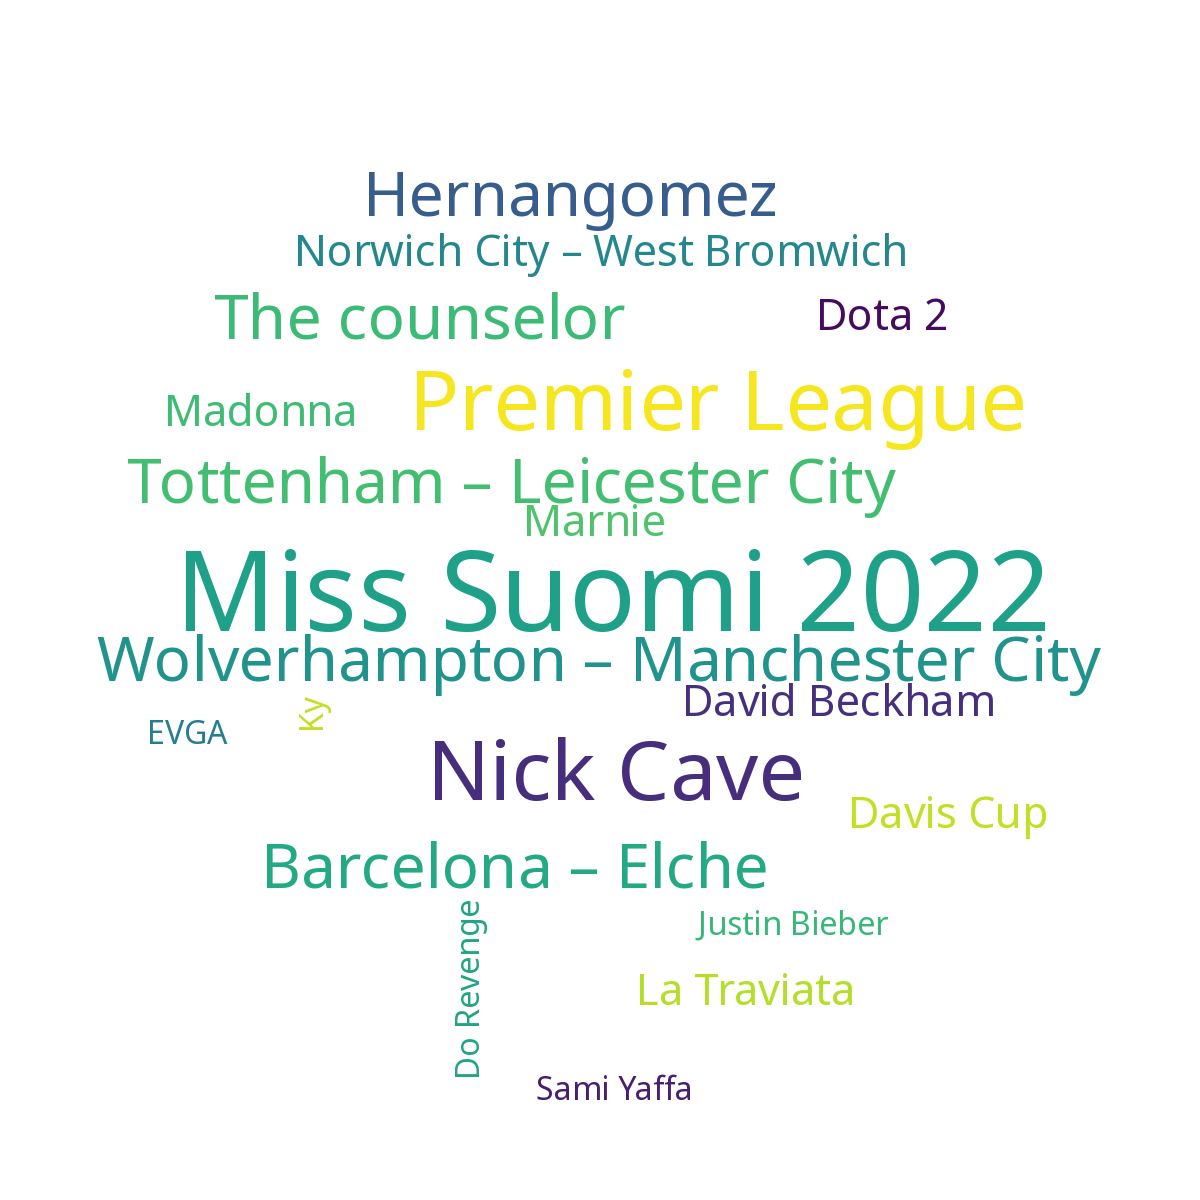 Hernangomez
Norwich City – West Bromwich
The counselor
Dota 2
Madonna
Premier League
Tottenham – Leicester City
Marnie
Miss Suomi 2022
Wolverhampton – Manchester City
David Beckham
Ky
EVGA
Nick Cave
Davis Cup
Barcelona – Elche
Do Revenge
Justin Bieber
La Traviata
Sami Yaffa